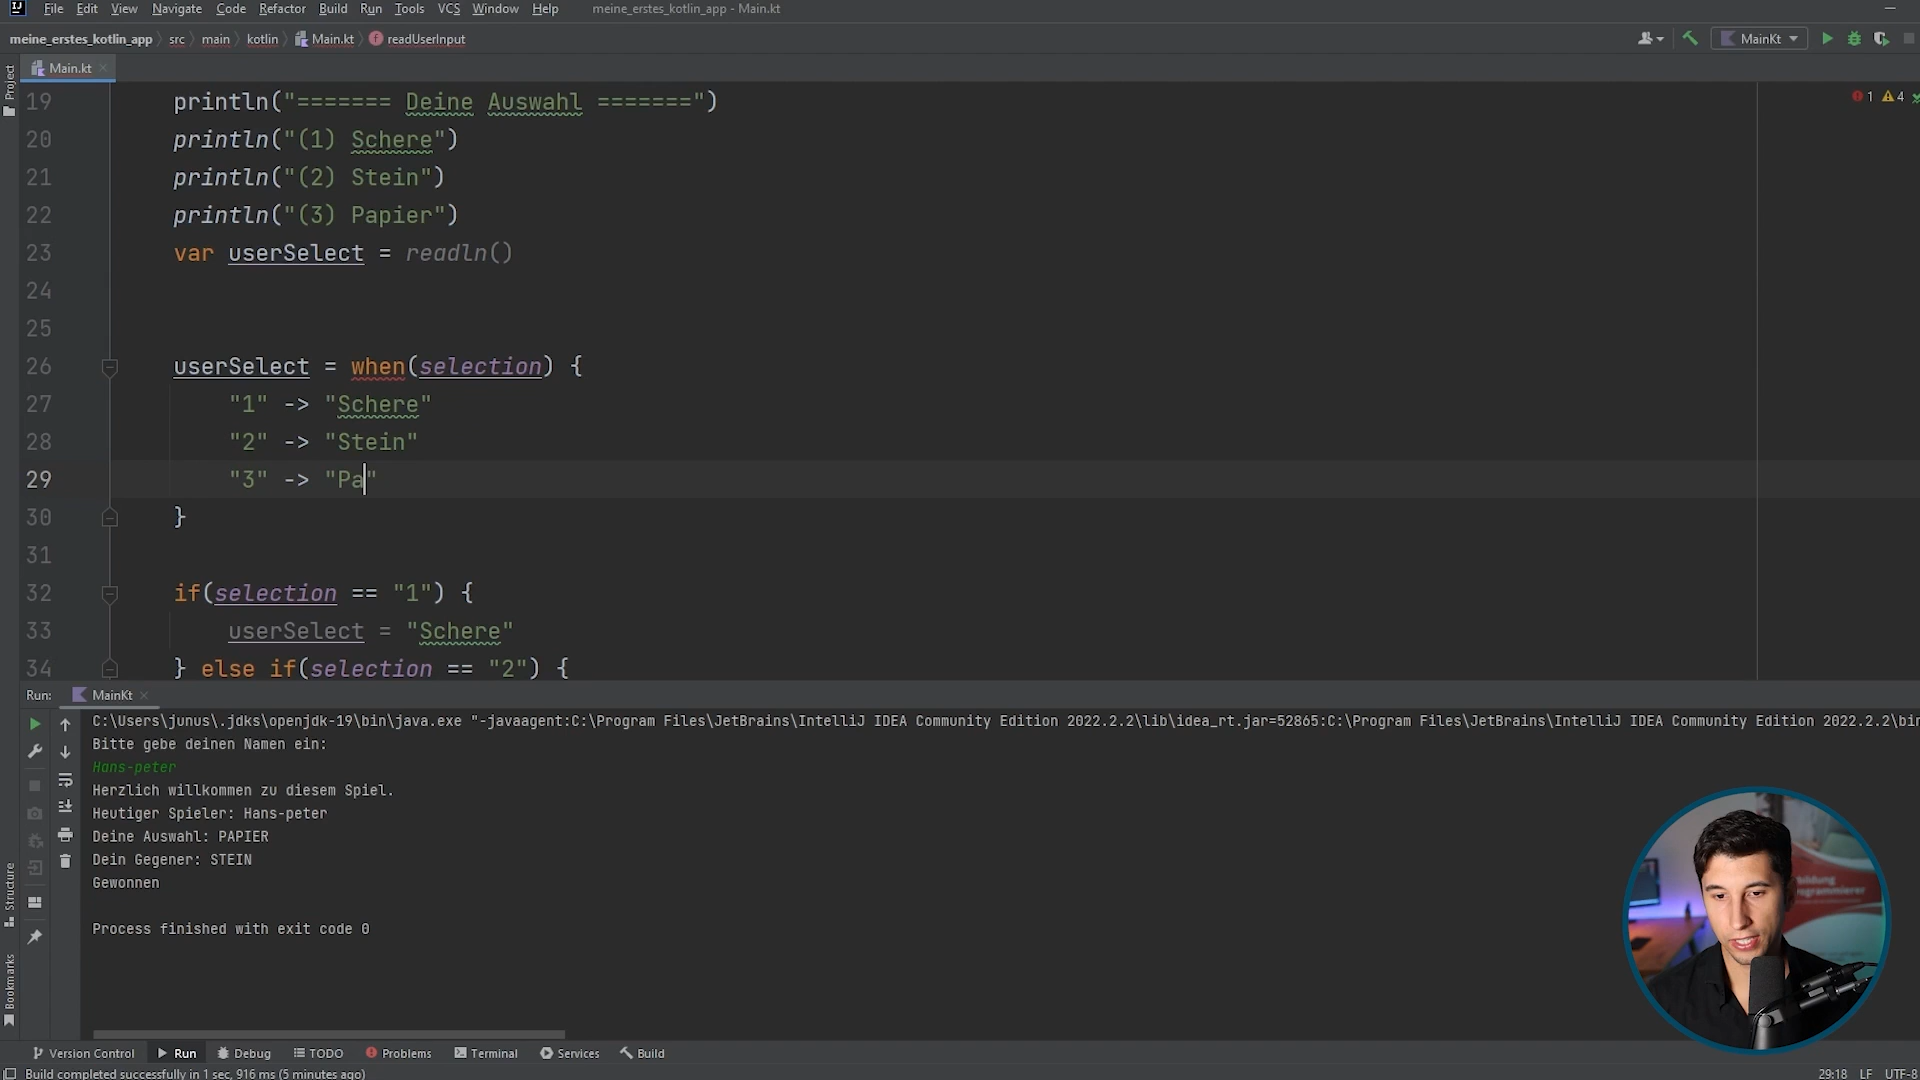 File Edit View Navigate Code Refactor Build Run Tools VCS Window Help meine_erstes_kotlin_app - Main.kt
meine_erstes_kotlin_app src main kotlin Main.kt readUserInput MainKt
Project
Main.kt
1 4
19 println("======= Deine Auswahl =======")
20 println("(1) Schere")
21 println("(2) Stein")
22 println("(3) Papier")
23 var userSelect = readln()
24
25
26 userSelect = when(selection) {
27 "1" -> "Schere"
28 "2" -> "Stein"
29 "3" -> "Pa"
30 }
31
32 if(selection == "1") {
33 userSelect = "Schere"
34 } else if(selection == "2") {
Run: MainKt
C:\Users\junus\.jdks\openjdk-19\bin\java.exe "-javaagent:C:\Program Files\JetBrains\IntelliJ IDEA Community Edition 2022.2.2\lib\idea_rt.jar=52865:C:\Program Files\JetBrains\IntelliJ IDEA Community Edition 2022.2.2\bin
Bitte gebe deinen Namen ein:
Hans-peter
Herzlich willkommen zu diesem Spiel.
Heutiger Spieler: Hans-peter
Deine Auswahl: PAPIER
Dein Gegener: STEIN
Gewonnen
Process finished with exit code 0
Structure
Bookmarks
Version Control Run Debug TODO Problems Terminal Services Build
Build completed successfully in 1 sec, 916 ms (5 minutes ago) 29:18 LF UTF-8